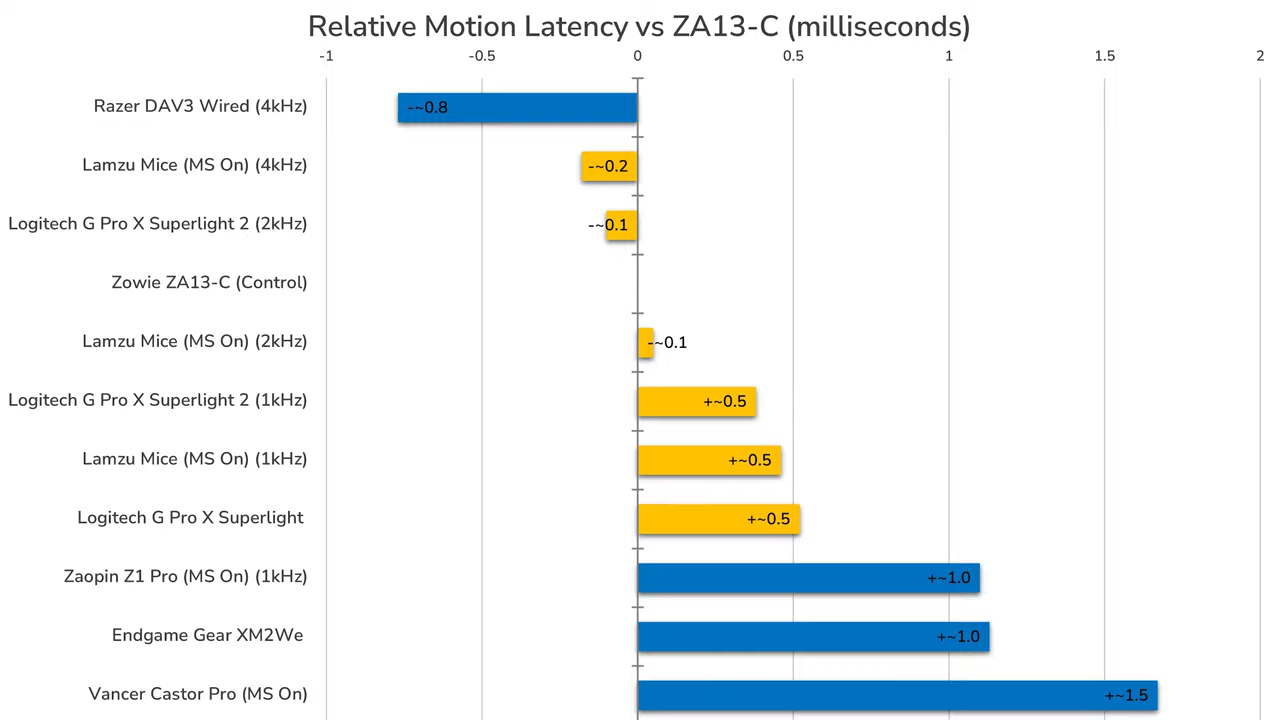 Relative Motion Latency vs ZA13-C (milliseconds)
-1 -0.5 0 0.5 1 1.5 2
Razer DAV3 Wired (4kHz) -~0.8
Lamzu Mice (MS On) (4kHz) -~0.2
Logitech G Pro X Superlight 2 (2kHz) -~0.1
Zowie ZA13-C (Control)
Lamzu Mice (MS On) (2kHz) -~0.1
Logitech G Pro X Superlight 2 (1kHz) +~0.5
Lamzu Mice (MS On) (1kHz) +~0.5
Logitech G Pro X Superlight +~0.5
Zaopin Z1 Pro (MS On) (1kHz) +~1.0
Endgame Gear XM2We +~1.0
Vancer Castor Pro (MS On) +~1.5